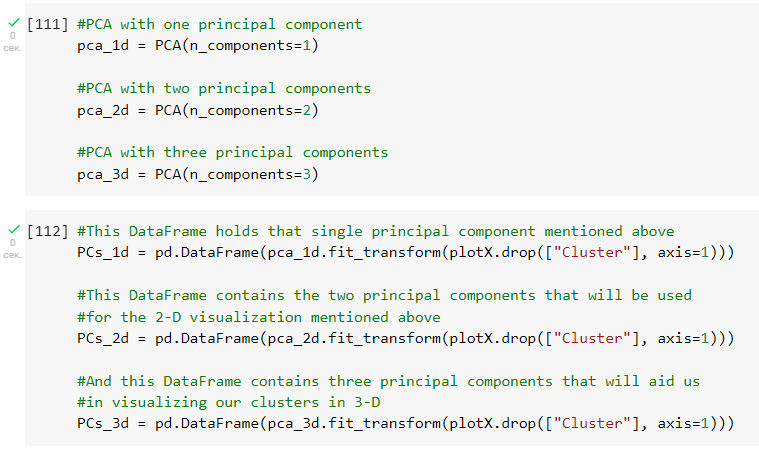 [111] #PCA with one principal component
0
сек.
pca_1d = PCA(n_components=1)
#PCA with two principal components
pca_2d = PCA(n_components=2)
#PCA with three principal components
pca_3d = PCA(n_components=3)
[112] #This DataFrame holds that single principal component mentioned above
0
сек.
PCs_1d = pd.DataFrame(pca_1d.fit_transform(plotX.drop(["Cluster"], axis=1)))
#This DataFrame contains the two principal components that will be used
#for the 2-D visualization mentioned above
PCs_2d = pd.DataFrame(pca_2d.fit_transform(plotX.drop(["Cluster"], axis=1)))
#And this DataFrame contains three principal components that will aid us
#in visualizing our clusters in 3-D
PCs_3d = pd.DataFrame(pca_3d.fit_transform(plotX.drop(["Cluster"], axis=1)))